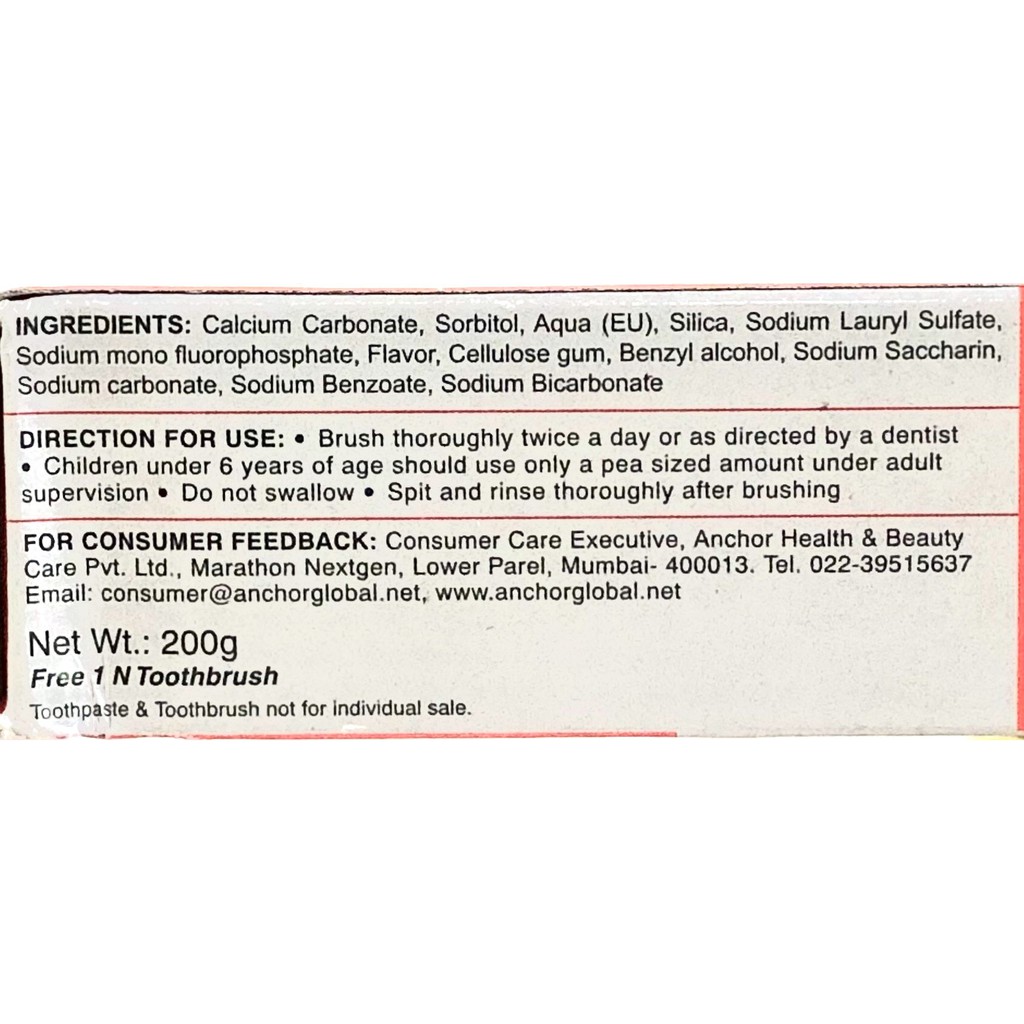 INGREDIENTS: Calcium Carbonate, Sorbitol, Aqua (EU), Silica, Sodium Lauryl Sulfate,
Sodium mono fluorophosphate, Flavor, Cellulose gum, Benzyl alcohol, Sodium Saccharin,
Sodium carbonate, Sodium Benzoate, Sodium Bicarbonate
DIRECTION FOR USE: • Brush thoroughly twice a day or as directed by a dentist
• Children under 6 years of age should use only a pea sized amount under adult
supervision • Do not swallow • Spit and rinse thoroughly after brushing
FOR CONSUMER FEEDBACK: Consumer Care Executive, Anchor Health & Beauty
Care Pvt. Ltd., Marathon Nextgen, Lower Parel, Mumbai- 400013. Tel. 022-39515637
Email: consumer@anchorglobal.net, www.anchorglobal.net
Net Wt.: 200g
Free 1 N Toothbrush
Toothpaste & Toothbrush not for individual sale.